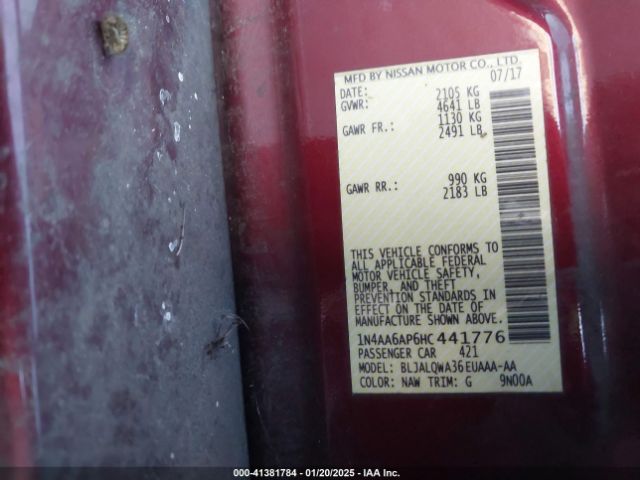 MFD BY NISSAN MOTOR CO., LTD.
DATE: 07/17
GVWR: 2105 KG
4641 LB
GAWR FR.: 1130 KG
2491 LB
GAWR RR.: 990 KG
2183 LB
THIS VEHICLE CONFORMS TO
ALL APPLICABLE FEDERAL
MOTOR VEHICLE SAFETY,
BUMPER, AND THEFT
PREVENTION STANDARDS IN
EFFECT ON THE DATE OF
MANUFACTURE SHOWN ABOVE.
1N4AA6AP6HC441776
PASSENGER CAR 421
MODEL: BLJALQWA36EUAAA-AA
COLOR: NAW TRIM: G 9N00A
000-41381784 — 01/20/2025 — IAA Inc.